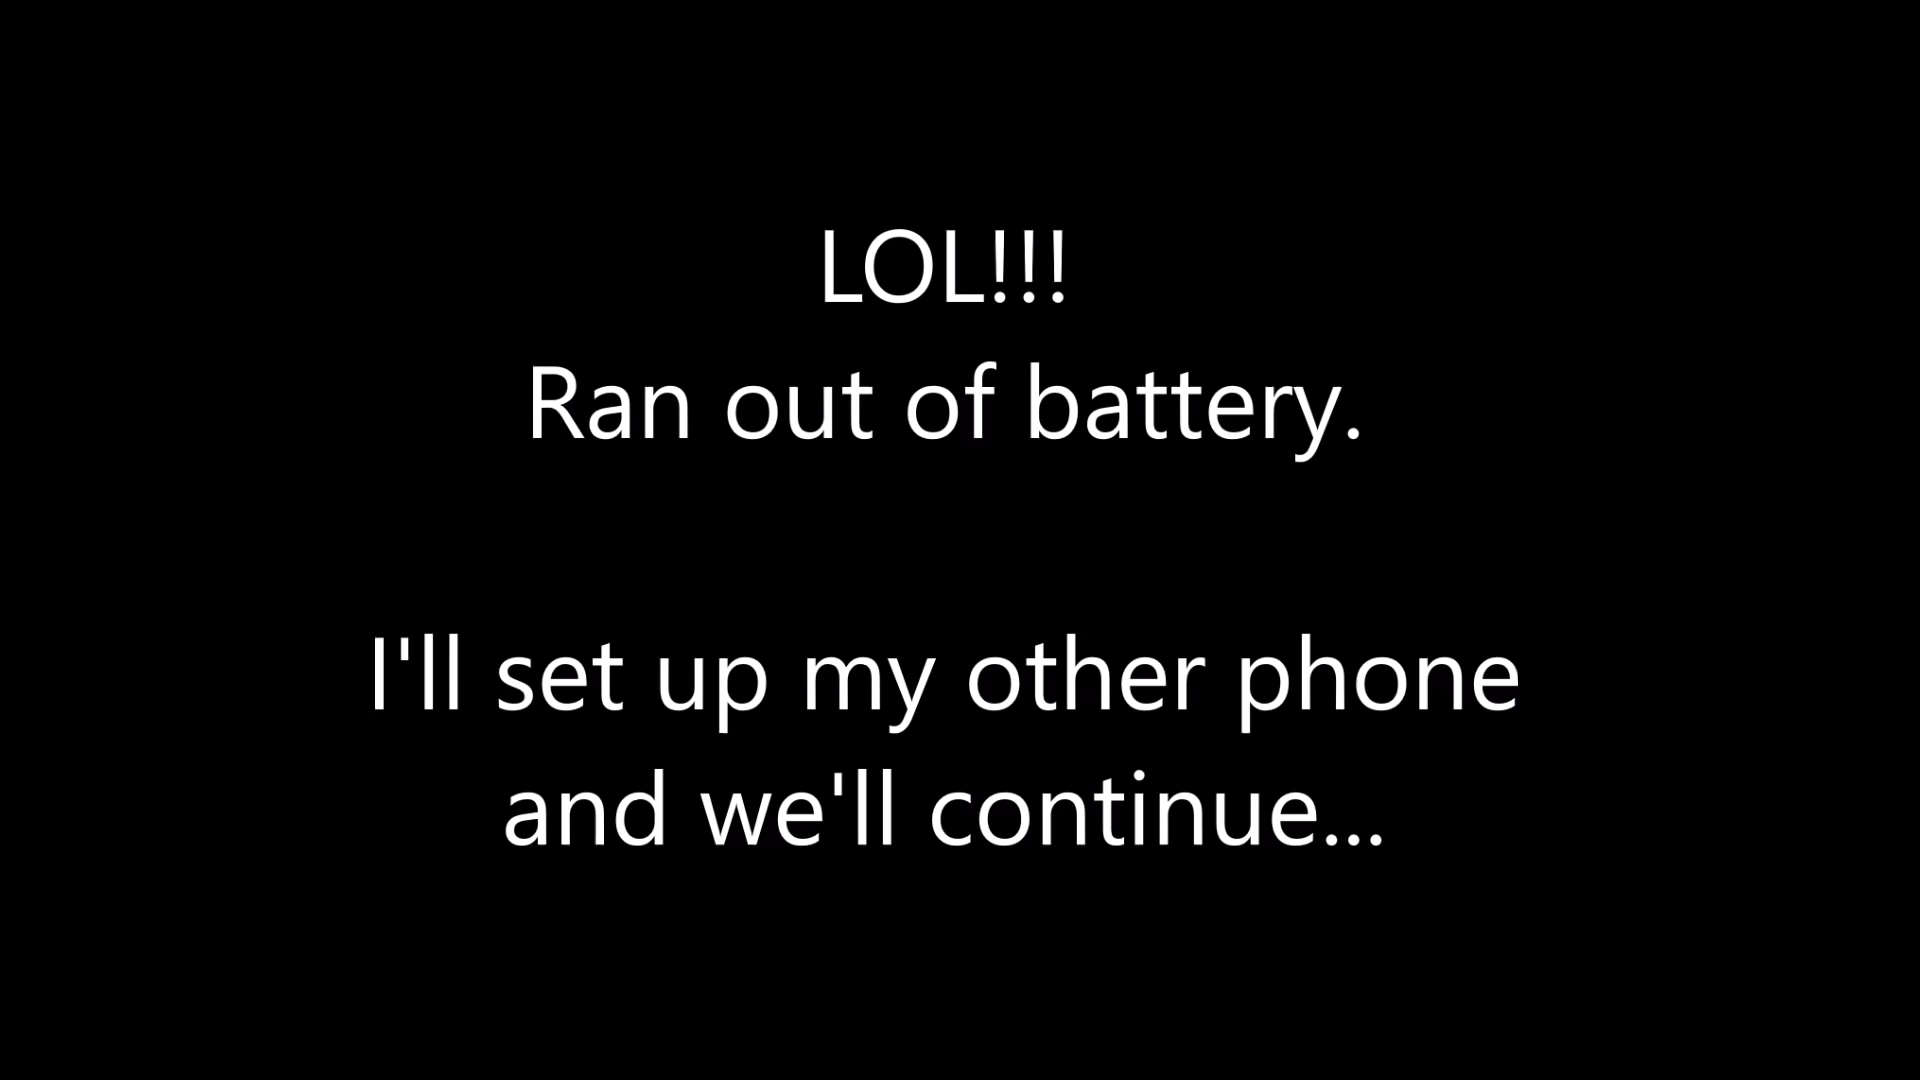 LOL!!!
Ran out of battery.
I'll set up my other phone
and we'll continue...